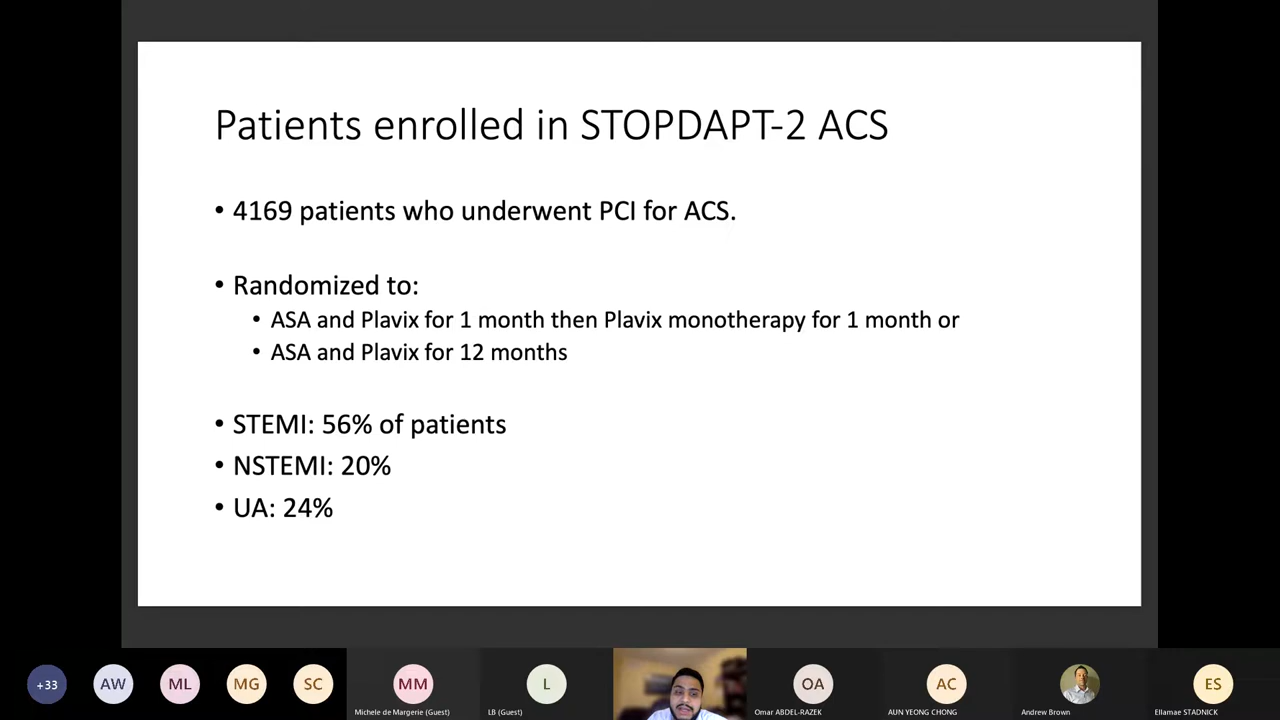 Patients enrolled in STOPDAPT-2 ACS
• 4169 patients who underwent PCI for ACS.
• Randomized to:
• ASA and Plavix for 1 month then Plavix monotherapy for 1 month or
• ASA and Plavix for 12 months
• STEMI: 56% of patients
• NSTEMI: 20%
• UA: 24%
+33
AW
ML
MG
SC
MM
L
OA
AC
ES
Michele de Margerie (Guest)
LB (Guest)
Omar ABDEL-RAZEK
AUN YEONG CHONG
Andrew Brown
Ellamae STADNICK